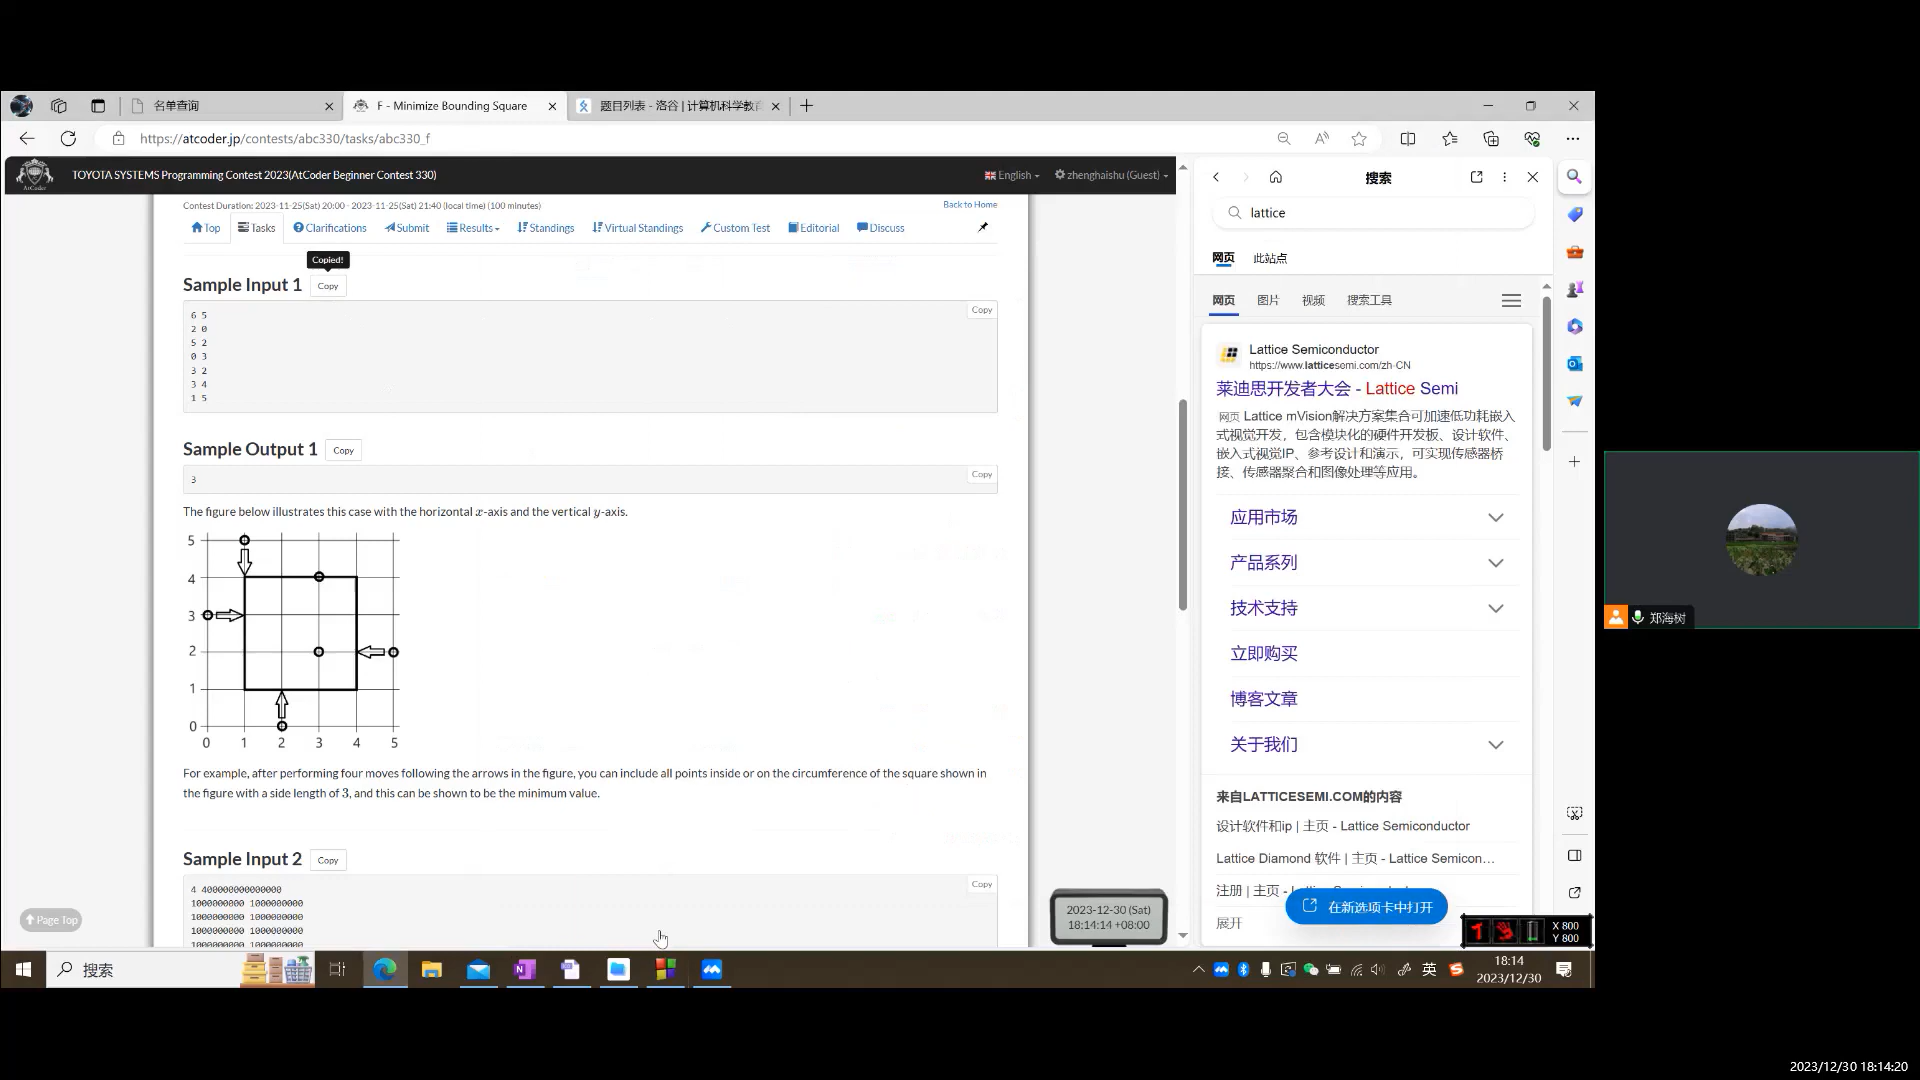 名单查询
F - Minimize Bounding Square
题目列表 - 洛谷 | 计算机科学教育
https://atcoder.jp/contests/abc330/tasks/abc330_f
TOYOTA SYSTEMS Programming Contest 2023(AtCoder Beginner Contest 330)
English
zhenghaishu (Guest)
Contest Duration: 2023-11-25(Sat) 20:00 - 2023-11-25(Sat) 21:40 (local time) (100 minutes)
Back to Home
Top
Tasks
Clarifications
Submit
Results
Standings
Virtual Standings
Custom Test
Editorial
Discuss
Copied!
Sample Input 1
Copy
Copy
6 5
2 0
5 2
0 3
3 2
3 4
1 5
Sample Output 1
Copy
Copy
3
The figure below illustrates this case with the horizontal x-axis and the vertical y-axis.
5
4
3
2
1
0
0 1 2 3 4 5
For example, after performing four moves following the arrows in the figure, you can include all points inside or on the circumference of the square shown in
the figure with a side length of 3, and this can be shown to be the minimum value.
Sample Input 2
Copy
Copy
4 400000000000000
1000000000 1000000000
1000000000 1000000000
1000000000 1000000000
1000000000 1000000000
Page Top
2023-12-30 (Sat)
18:14:14 +08:00
搜索
lattice
网页
此站点
网页
图片
视频
搜索工具
Lattice Semiconductor
https://www.latticesemi.com/zh-CN
莱迪思开发者大会 - Lattice Semi
网页 Lattice mVision解决方案集合可加速低功耗嵌入
式视觉开发，包含模块化的硬件开发板、设计软件、
嵌入式视觉IP、参考设计和演示，可实现传感器桥
接、传感器聚合和图像处理等应用。
应用市场
产品系列
技术支持
立即购买
博客文章
关于我们
来自LATTICESEMI.COM的内容
设计软件和ip | 主页 - Lattice Semiconductor
Lattice Diamond 软件 | 主页 - Lattice Semicon...
注册 | 主页 -
在新选项卡中打开
展开
X 800
Y 800
搜索
英
18:14
2023/12/30
郑海树
2023/12/30 18:14:20